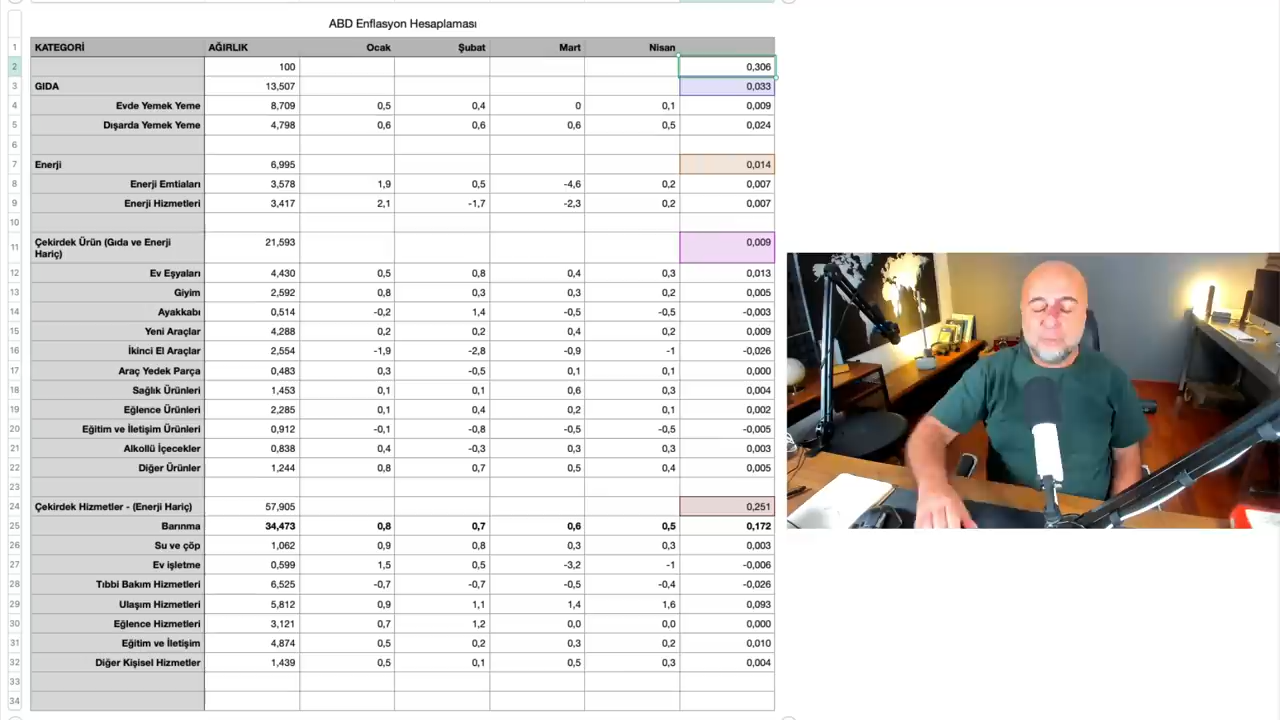 ABD Enflasyon Hesaplaması
1 KATEGORİ AĞIRLIK Ocak Şubat Mart Nisan
2 100 0,306
3 GIDA 13,507 0,033
4 Evde Yemek Yeme 8,709 0,5 0,4 0 0,1 0,009
5 Dışarda Yemek Yeme 4,798 0,6 0,6 0,6 0,5 0,024
6
7 Enerji 6,995 0,014
8 Enerji Emtiaları 3,578 1,9 0,5 -4,6 0,2 0,007
9 Enerji Hizmetleri 3,417 2,1 -1,7 -2,3 0,2 0,007
10
11 Çekirdek Ürün (Gıda ve Enerji 21,593 0,009
Hariç)
12 Ev Eşyaları 4,430 0,5 0,8 0,4 0,3 0,013
13 Giyim 2,592 0,8 0,3 0,3 0,2 0,005
14 Ayakkabı 0,514 -0,2 1,4 -0,5 -0,5 -0,003
15 Yeni Araçlar 4,288 0,2 0,2 0,4 0,2 0,009
16 İkinci El Araçlar 2,554 -1,9 -2,8 -0,9 -1 -0,026
17 Araç Yedek Parça 0,483 0,3 -0,5 0,1 0,1 0,000
18 Sağlık Ürünleri 1,453 0,1 0,1 0,6 0,3 0,004
19 Eğlence Ürünleri 2,285 0,1 0,4 0,2 0,1 0,002
20 Eğitim ve İletişim Ürünleri 0,912 -0,1 -0,8 -0,5 -0,5 -0,005
21 Alkollü İçecekler 0,838 0,4 -0,3 0,3 0,3 0,003
22 Diğer Ürünler 1,244 0,8 0,7 0,5 0,4 0,005
23
24 Çekirdek Hizmetler - (Enerji Hariç) 57,905 0,251
25 Barınma 34,473 0,8 0,7 0,6 0,5 0,172
26 Su ve çöp 1,062 0,9 0,8 0,3 0,3 0,003
27 Ev işletme 0,599 1,5 0,5 -3,2 -1 -0,006
28 Tıbbi Bakım Hizmetleri 6,525 -0,7 -0,7 -0,5 -0,4 -0,026
29 Ulaşım Hizmetleri 5,812 0,9 1,1 1,4 1,6 0,093
30 Eğlence Hizmetleri 3,121 0,7 1,2 0,0 0,0 0,000
31 Eğitim ve İletişim 4,874 0,5 0,2 0,3 0,2 0,010
32 Diğer Kişisel Hizmetler 1,439 0,5 0,1 0,5 0,3 0,004
33
34